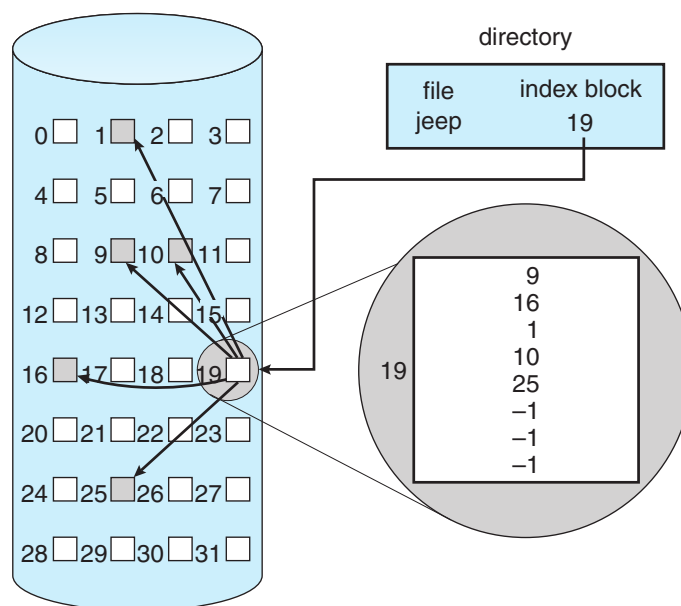 directory
file index block
jeep 19
0 1 2 3
4 5 6 7
8 9 10 11
12 13 14 15
16 17 18 19
20 21 22 23
24 25 26 27
28 29 30 31
19
9
16
1
10
25
–1
–1
–1